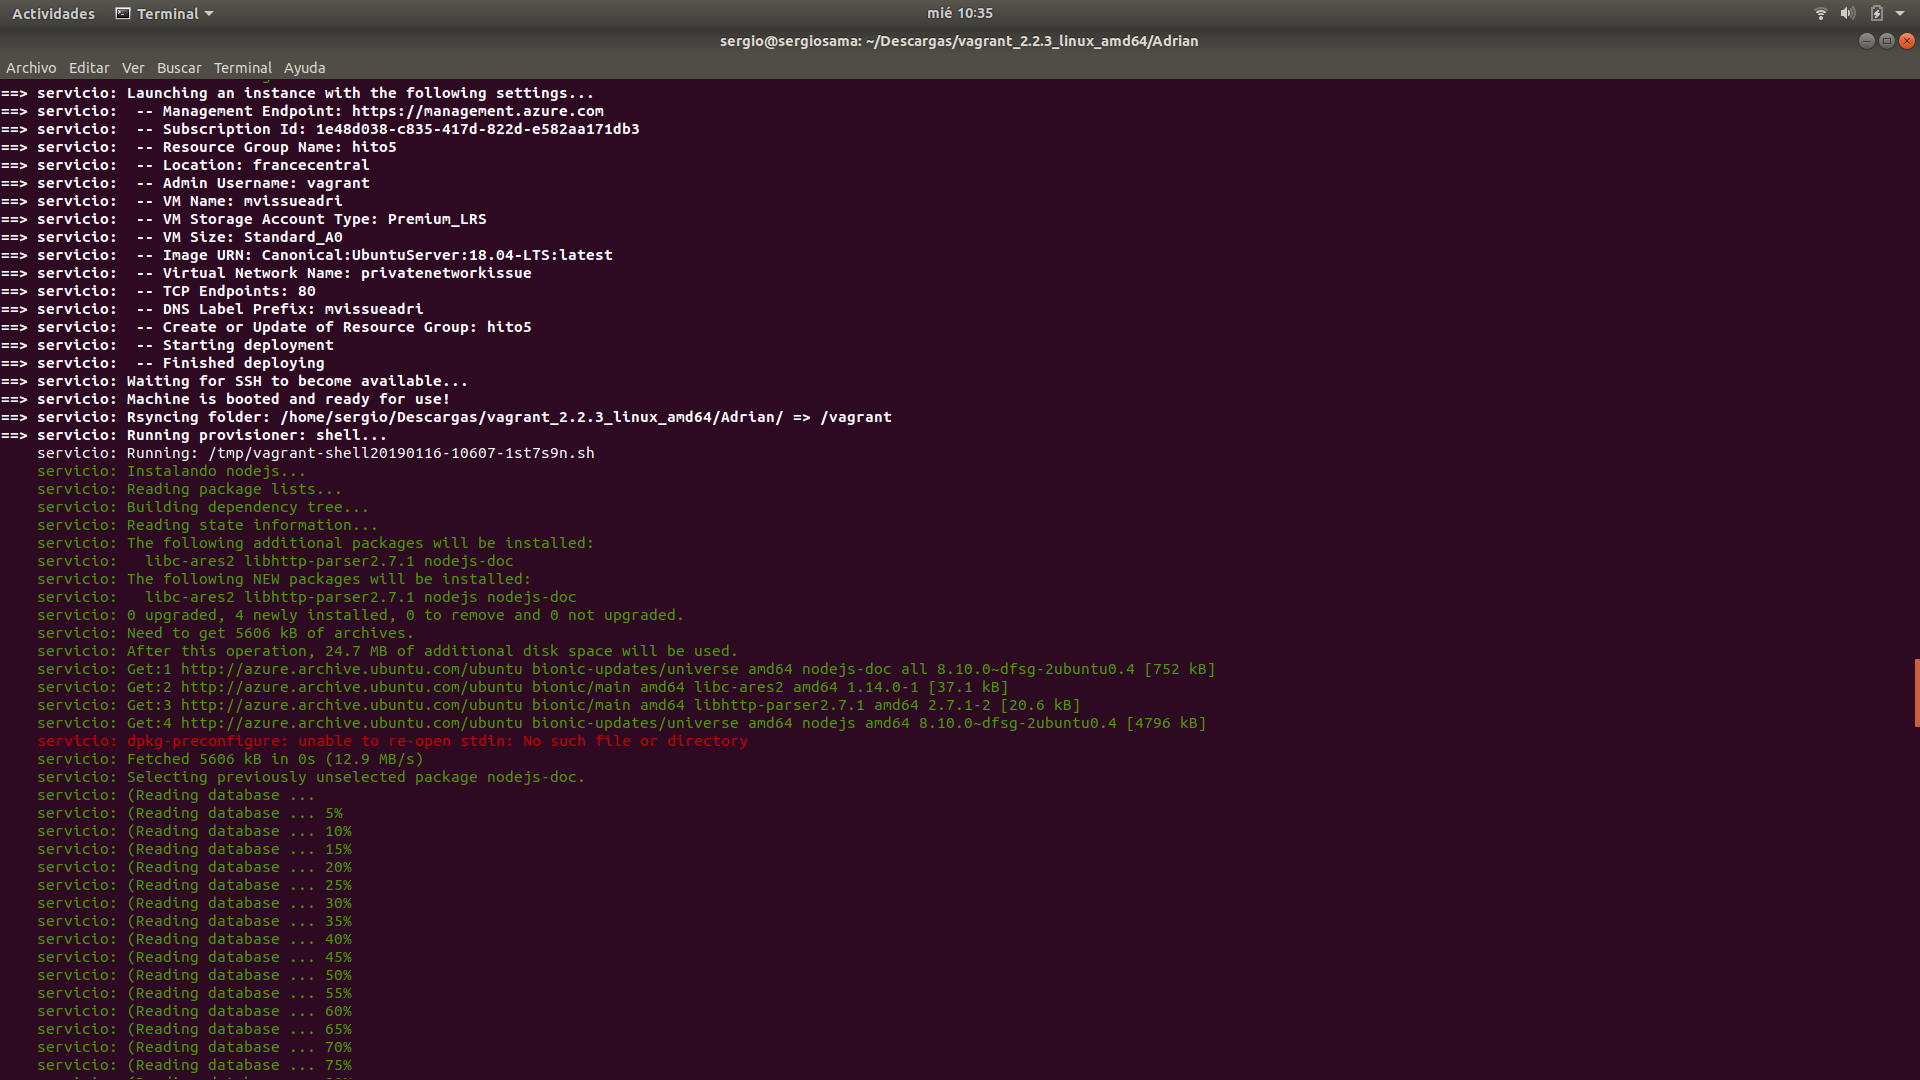 Actividades Terminal mié 10:35
sergio@sergiosama: ~/Descargas/vagrant_2.2.3_linux_amd64/Adrian
Archivo Editar Ver Buscar Terminal Ayuda
==> servicio: Launching an instance with the following settings...
==> servicio:  -- Management Endpoint: https://management.azure.com
==> servicio:  -- Subscription Id: 1e48d038-c835-417d-822d-e582aa171db3
==> servicio:  -- Resource Group Name: hito5
==> servicio:  -- Location: francecentral
==> servicio:  -- Admin Username: vagrant
==> servicio:  -- VM Name: mvissueadri
==> servicio:  -- VM Storage Account Type: Premium_LRS
==> servicio:  -- VM Size: Standard_A0
==> servicio:  -- Image URN: Canonical:UbuntuServer:18.04-LTS:latest
==> servicio:  -- Virtual Network Name: privatenetworkissue
==> servicio:  -- TCP Endpoints: 80
==> servicio:  -- DNS Label Prefix: mvissueadri
==> servicio:  -- Create or Update of Resource Group: hito5
==> servicio:  -- Starting deployment
==> servicio:  -- Finished deploying
==> servicio: Waiting for SSH to become available...
==> servicio: Machine is booted and ready for use!
==> servicio: Rsyncing folder: /home/sergio/Descargas/vagrant_2.2.3_linux_amd64/Adrian/ => /vagrant
==> servicio: Running provisioner: shell...
    servicio: Running: /tmp/vagrant-shell20190116-10607-1st7s9n.sh
    servicio: Instalando nodejs...
    servicio: Reading package lists...
    servicio: Building dependency tree...
    servicio: Reading state information...
    servicio: The following additional packages will be installed:
    servicio:   libc-ares2 libhttp-parser2.7.1 nodejs-doc
    servicio: The following NEW packages will be installed:
    servicio:   libc-ares2 libhttp-parser2.7.1 nodejs nodejs-doc
    servicio: 0 upgraded, 4 newly installed, 0 to remove and 0 not upgraded.
    servicio: Need to get 5606 kB of archives.
    servicio: After this operation, 24.7 MB of additional disk space will be used.
    servicio: Get:1 http://azure.archive.ubuntu.com/ubuntu bionic-updates/universe amd64 nodejs-doc all 8.10.0~dfsg-2ubuntu0.4 [752 kB]
    servicio: Get:2 http://azure.archive.ubuntu.com/ubuntu bionic/main amd64 libc-ares2 amd64 1.14.0-1 [37.1 kB]
    servicio: Get:3 http://azure.archive.ubuntu.com/ubuntu bionic/main amd64 libhttp-parser2.7.1 amd64 2.7.1-2 [20.6 kB]
    servicio: Get:4 http://azure.archive.ubuntu.com/ubuntu bionic-updates/universe amd64 nodejs amd64 8.10.0~dfsg-2ubuntu0.4 [4796 kB]
    servicio: dpkg-preconfigure: unable to re-open stdin: No such file or directory
    servicio: Fetched 5606 kB in 0s (12.9 MB/s)
    servicio: Selecting previously unselected package nodejs-doc.
    servicio: (Reading database ...
    servicio: (Reading database ... 5%
    servicio: (Reading database ... 10%
    servicio: (Reading database ... 15%
    servicio: (Reading database ... 20%
    servicio: (Reading database ... 25%
    servicio: (Reading database ... 30%
    servicio: (Reading database ... 35%
    servicio: (Reading database ... 40%
    servicio: (Reading database ... 45%
    servicio: (Reading database ... 50%
    servicio: (Reading database ... 55%
    servicio: (Reading database ... 60%
    servicio: (Reading database ... 65%
    servicio: (Reading database ... 70%
    servicio: (Reading database ... 75%